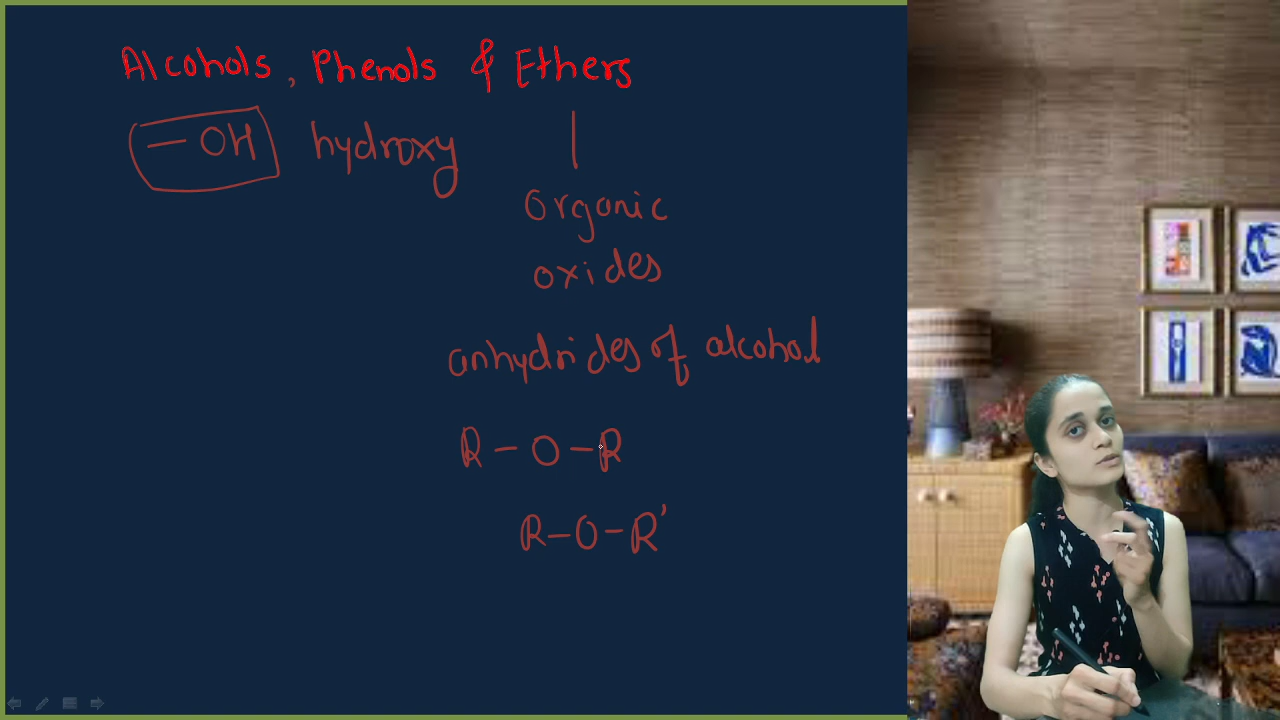 Alcohols, Phenols & Ethers
— OH hydroxy
Organic
oxides
anhydrides of alcohol
R – O – R
R – O – R'